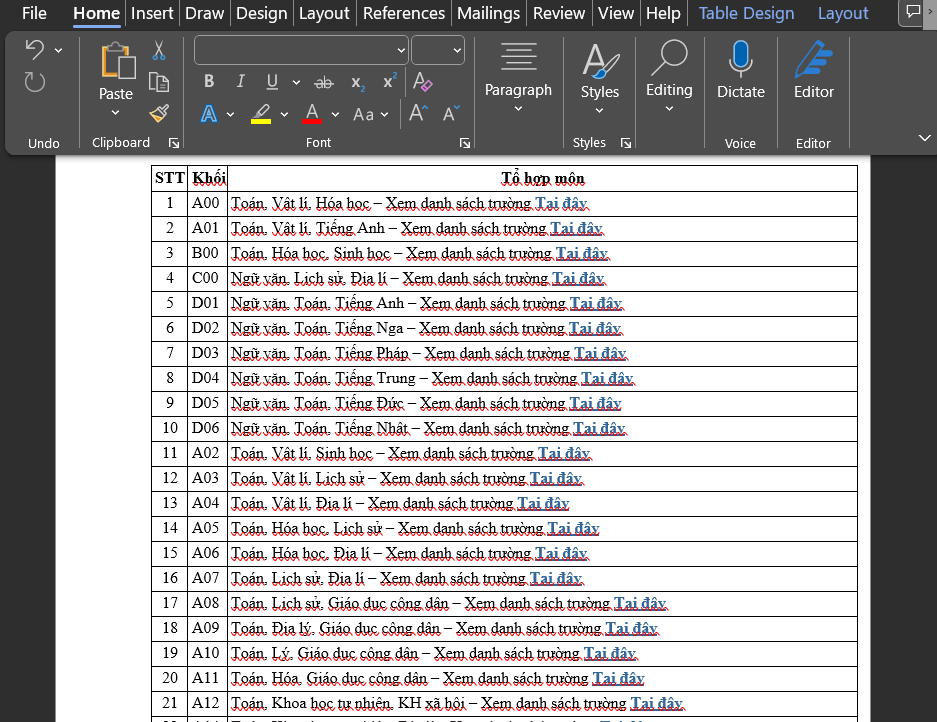 File Home Insert Draw Design Layout References Mailings Review View Help Table Design Layout
Paste
Paragraph
Styles
Editing
Dictate
Editor
B I U ab x₂ x² A
A A Aa A A
Undo Clipboard Font Styles Voice Editor
STT Khối Tổ hợp môn
1 A00 Toán, Vật lí, Hóa học – Xem danh sách trường Tại đây
2 A01 Toán, Vật lí, Tiếng Anh – Xem danh sách trường Tại đây
3 B00 Toán, Hóa học, Sinh học – Xem danh sách trường Tại đây
4 C00 Ngữ văn, Lịch sử, Địa lí – Xem danh sách trường Tại đây
5 D01 Ngữ văn, Toán, Tiếng Anh – Xem danh sách trường Tại đây
6 D02 Ngữ văn, Toán, Tiếng Nga – Xem danh sách trường Tại đây
7 D03 Ngữ văn, Toán, Tiếng Pháp – Xem danh sách trường Tại đây
8 D04 Ngữ văn, Toán, Tiếng Trung – Xem danh sách trường Tại đây
9 D05 Ngữ văn, Toán, Tiếng Đức – Xem danh sách trường Tại đây
10 D06 Ngữ văn, Toán, Tiếng Nhật – Xem danh sách trường Tại đây
11 A02 Toán, Vật lí, Sinh học – Xem danh sách trường Tại đây
12 A03 Toán, Vật lí, Lịch sử – Xem danh sách trường Tại đây
13 A04 Toán, Vật lí, Địa lí – Xem danh sách trường Tại đây
14 A05 Toán, Hóa học, Lịch sử – Xem danh sách trường Tại đây
15 A06 Toán, Hóa học, Địa lí – Xem danh sách trường Tại đây
16 A07 Toán, Lịch sử, Địa lí – Xem danh sách trường Tại đây
17 A08 Toán, Lịch sử, Giáo dục công dân – Xem danh sách trường Tại đây
18 A09 Toán, Địa lý, Giáo dục công dân – Xem danh sách trường Tại đây
19 A10 Toán, Lý, Giáo dục công dân – Xem danh sách trường Tại đây
20 A11 Toán, Hóa, Giáo dục công dân – Xem danh sách trường Tại đây
21 A12 Toán, Khoa học tự nhiên, KH xã hội – Xem danh sách trường Tại đây